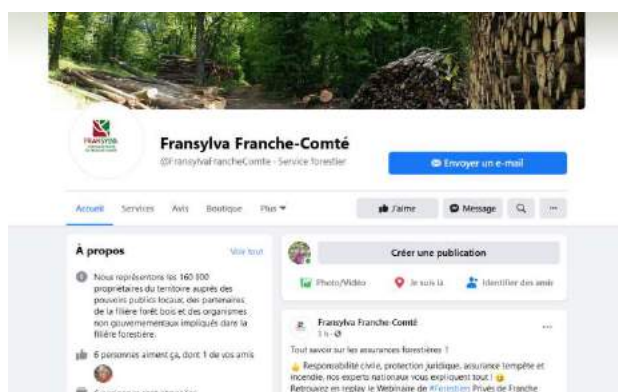 FRANSYLVA
Fransylva Franche-Comté
@FransylvaFrancheComte - Service forestier
Envoyer un e-mail
Accueil Services Avis Boutique Plus
J'aime Message
À propos Voir tout
Nous représentons les 160 000
propriétaires du territoire auprès des
pouvoirs publics locaux, des partenaires
de la filière forêt bois et des organismes
non gouvernementaux impliqués dans la
filière forestière.
6 personnes aiment ça, dont 1 de vos amis
Créer une publication
Photo/Vidéo Je suis là Identifier des amis
Fransylva Franche-Comté
1 h
Tout savoir sur les assurances forestières !
Responsabilité civile, protection juridique, assurance tempête et
incendie, nos experts nationaux vous expliquent tout !
Retrouvez en replay le Webinaire de #Forestiers Privés de Franche